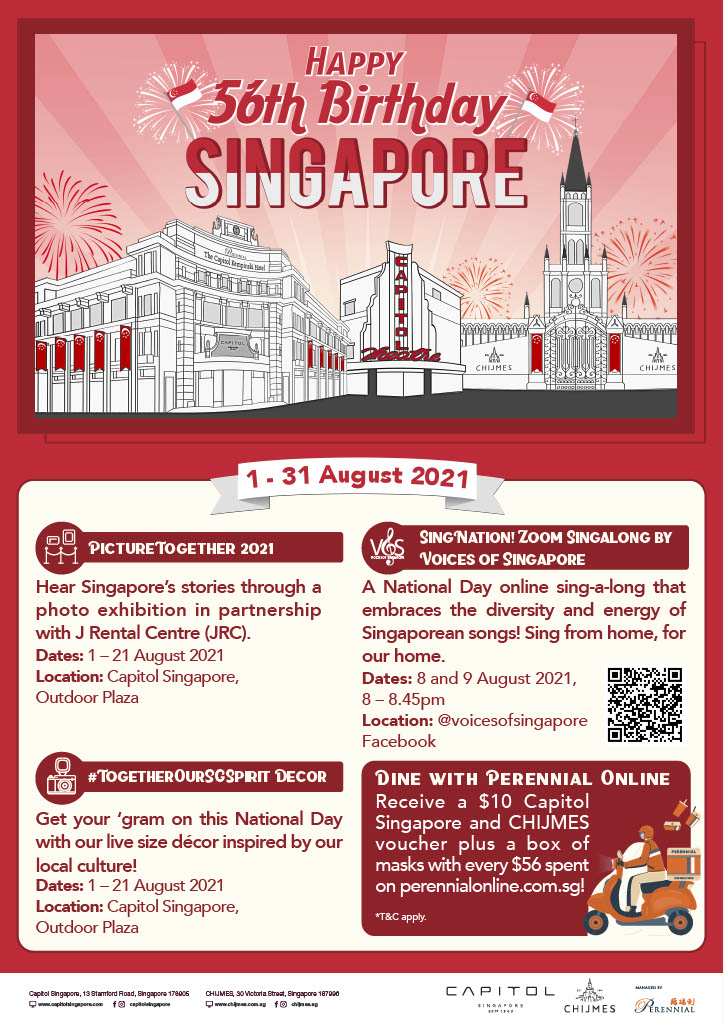 HAPPY
56th Birthday
SINGAPORE
The Capitol Kempinski Hotel
CAPITOL
CAPITOL
Theatre
CHIJMES
CHIJMES
1 - 31 August 2021
PICTURETOGETHER 2021
Hear Singapore's stories through a
photo exhibition in partnership
with J Rental Centre (JRC).
Dates: 1 – 21 August 2021
Location: Capitol Singapore,
Outdoor Plaza
VOS
VOICES OF SINGAPORE
SINGNATION! ZOOM SINGALONG BY
VOICES OF SINGAPORE
A National Day online sing-a-long that
embraces the diversity and energy of
Singaporean songs! Sing from home, for
our home.
Dates: 8 and 9 August 2021,
8 – 8.45pm
Location: @voicesofsingapore
Facebook
#TOGETHEROURSGSPIRIT DECOR
Get your 'gram on this National Day
with our live size décor inspired by our
local culture!
Dates: 1 – 21 August 2021
Location: Capitol Singapore,
Outdoor Plaza
DINE WITH PERENNIAL ONLINE
Receive a $10 Capitol
Singapore and CHIJMES
voucher plus a box of
masks with every $56 spent
on perennialonline.com.sg!
*T&C apply.
PERENNIAL
Capitol Singapore, 13 Stamford Road, Singapore 178905
www.capitolsingapore.com capitolsingapore
CHIJMES, 30 Victoria Street, Singapore 187996
www.chijmes.com.sg chijmes.sg
CAPITOL
SINGAPORE
CHIJMES
MANAGED BY
鵬瑞利
PERENNIAL